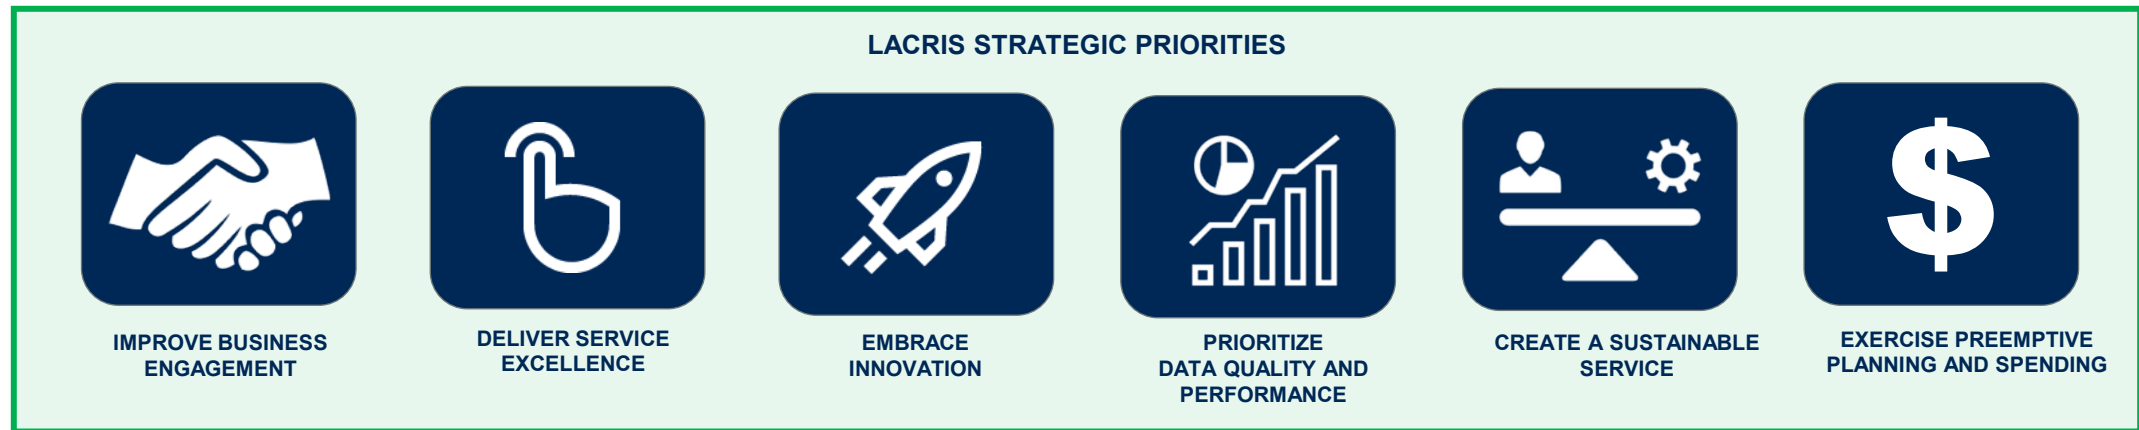 LACRIS STRATEGIC PRIORITIES
$
IMPROVE BUSINESS
ENGAGEMENT
DELIVER SERVICE
EXCELLENCE
EMBRACE
INNOVATION
PRIORITIZE
DATA QUALITY AND
PERFORMANCE
CREATE A SUSTAINABLE
SERVICE
EXERCISE PREEMPTIVE
PLANNING AND SPENDING